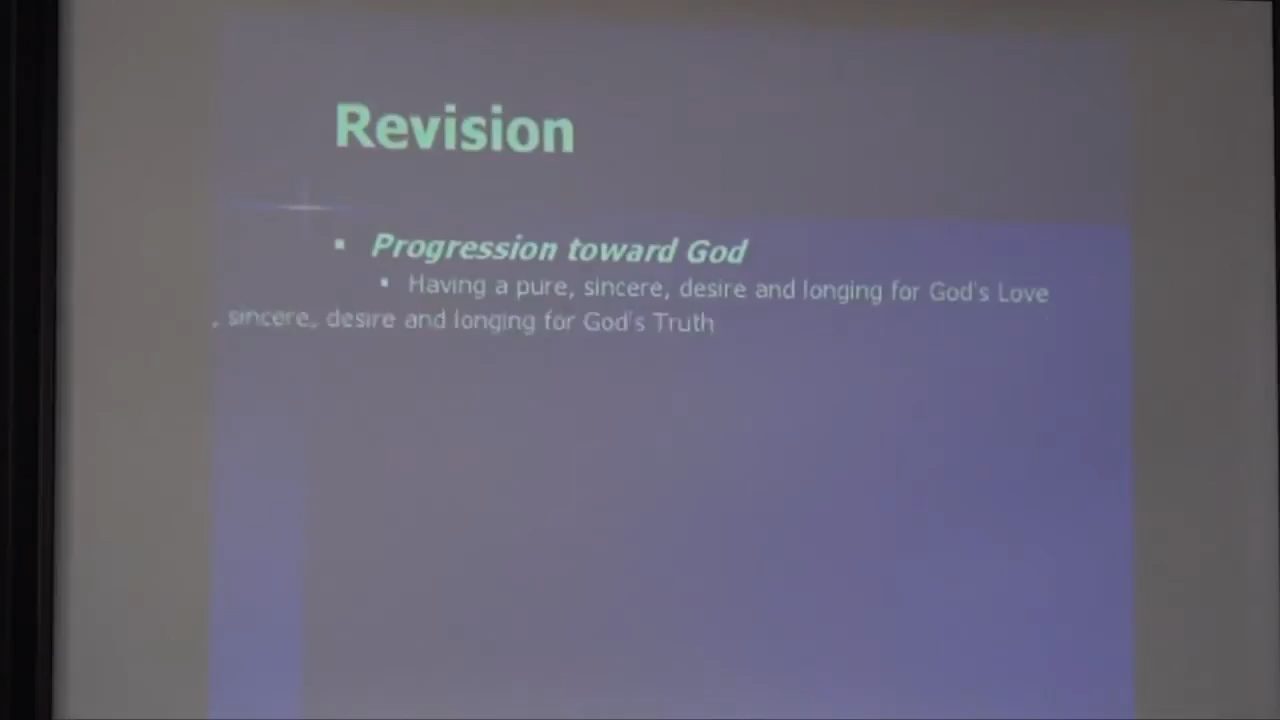 Revision
Progression toward God
Having a pure, sincere, desire and longing for God's Love
, sincere, desire and longing for God's Truth